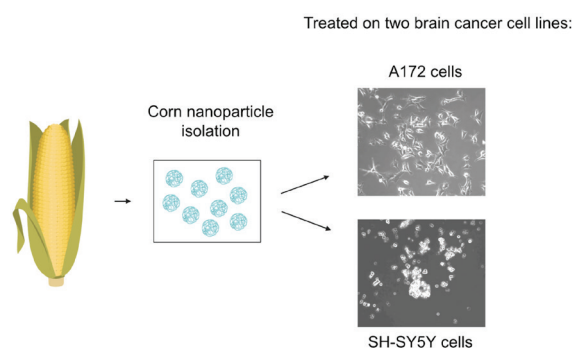 Treated on two brain cancer cell lines:
A172 cells
Corn nanoparticle
isolation
SH-SY5Y cells